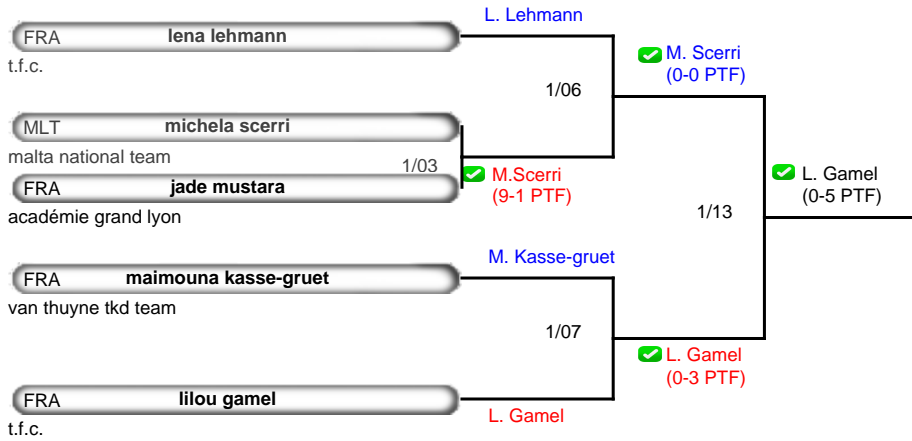 L. Lehmann
FRA lena lehmann
t.f.c.
M. Scerri
(0-0 PTF)
1/06
MLT michela scerri
malta national team
1/03
M.Scerri
(9-1 PTF)
FRA jade mustara
académie grand lyon
L. Gamel
(0-5 PTF)
1/13
M. Kasse-gruet
FRA maimouna kasse-gruet
van thuyne tkd team
1/07
L. Gamel
(0-3 PTF)
FRA lilou gamel
L. Gamel
t.f.c.